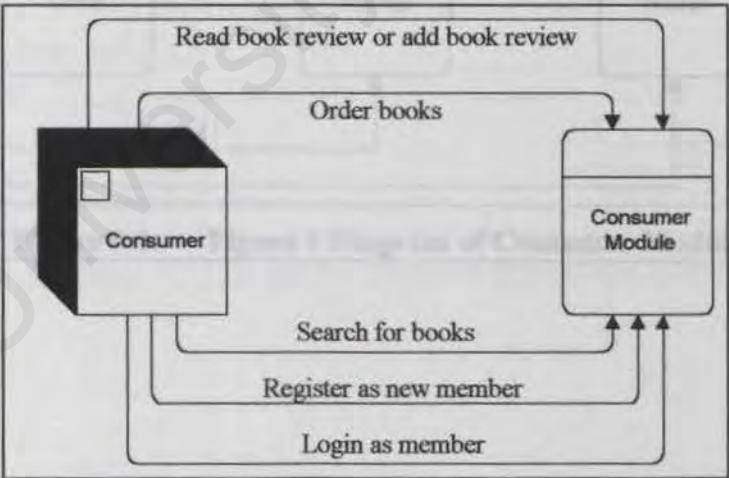 Read book review or add book review
Order books
Consumer
Consumer
Module
Search for books
Register as new member
Login as member